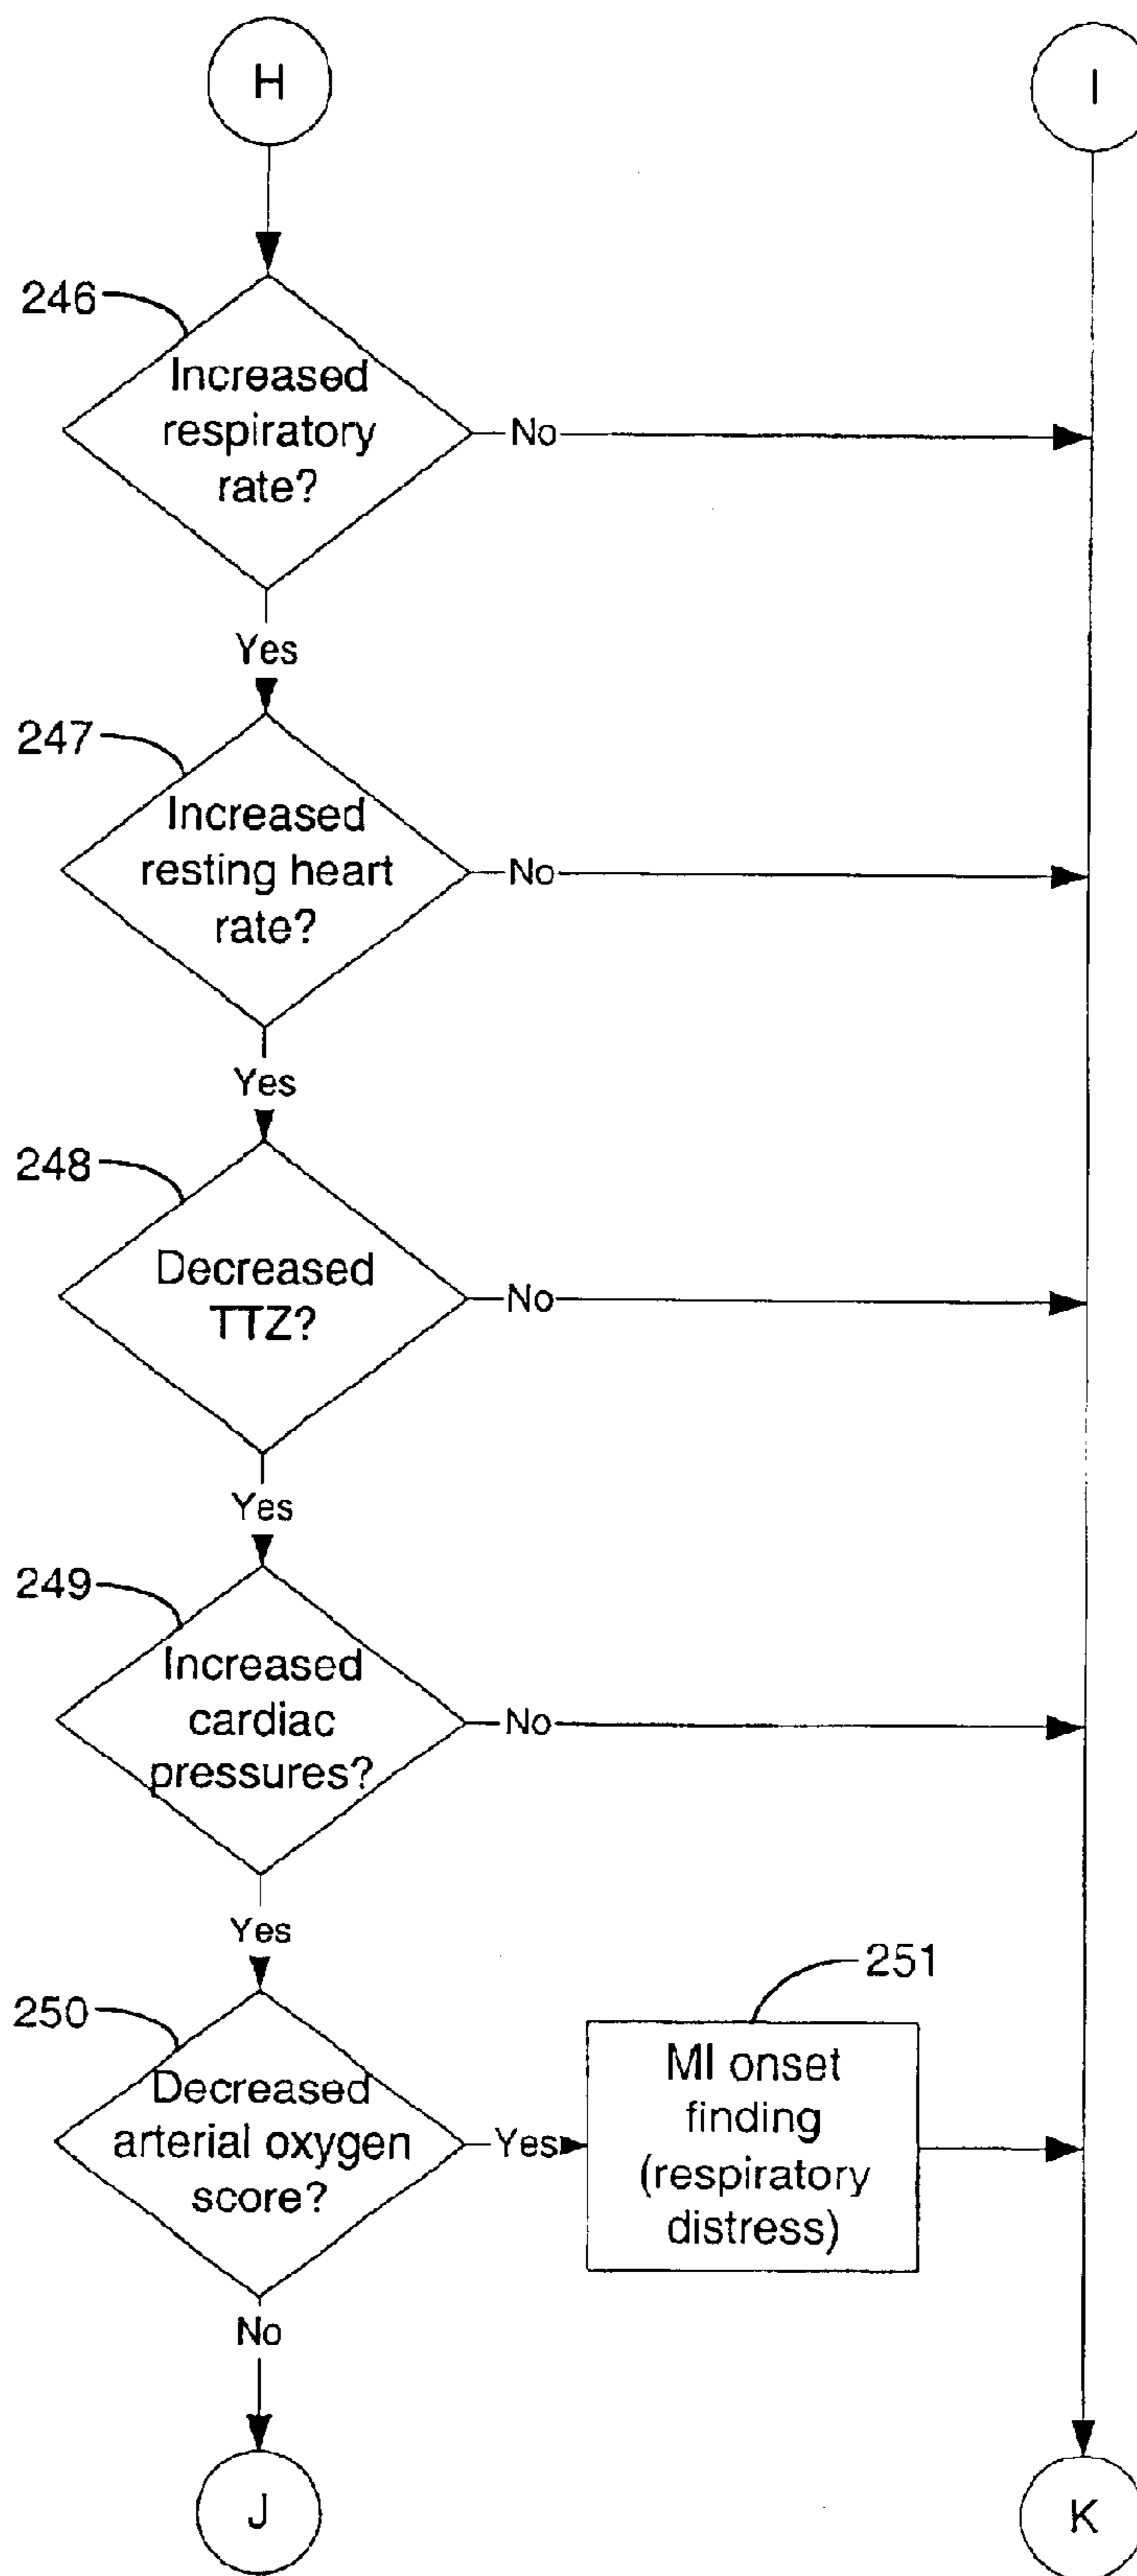 H
I
246
Increased
respiratory
rate?
No
Yes
247
Increased
resting heart
rate?
No
Yes
248
Decreased
TTZ?
No
Yes
249
Increased
cardiac
pressures?
No
Yes
250
Decreased
arterial oxygen
score?
Yes
251
MI onset
finding
(respiratory
distress)
No
J
K